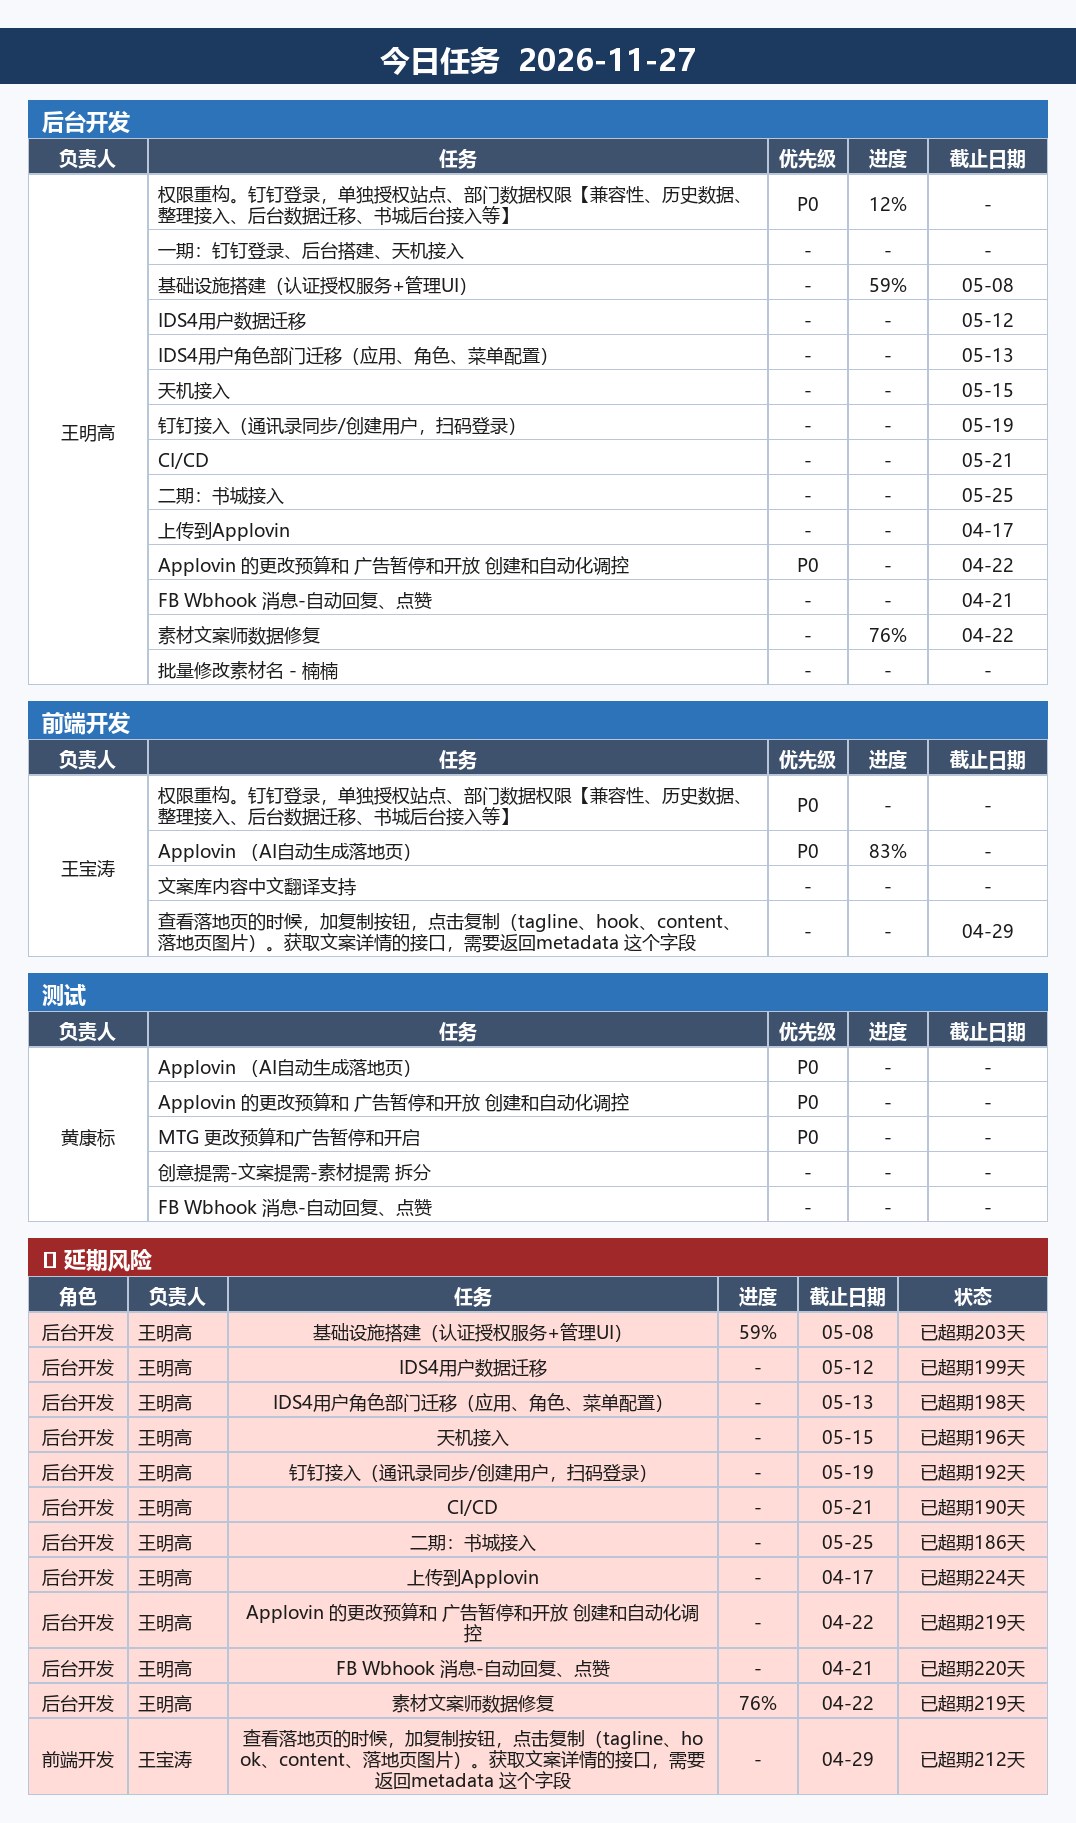 今日任务 2026-11-27
后台开发
负责人 任务 优先级 进度 截止日期
王明高
权限重构。钉钉登录，单独授权站点、部门数据权限【兼容性、历史数据、
整理接入、后台数据迁移、书城后台接入等】 P0 12% -
一期：钉钉登录、后台搭建、天机接入 - - -
基础设施搭建（认证授权服务+管理UI） - 59% 05-08
IDS4用户数据迁移 - - 05-12
IDS4用户角色部门迁移（应用、角色、菜单配置） - - 05-13
天机接入 - - 05-15
钉钉接入（通讯录同步/创建用户，扫码登录） - - 05-19
CI/CD - - 05-21
二期：书城接入 - - 05-25
上传到Applovin - - 04-17
Applovin 的更改预算和 广告暂停和开放 创建和自动化调控 P0 - 04-22
FB Wbhook 消息-自动回复、点赞 - - 04-21
素材文案师数据修复 - 76% 04-22
批量修改素材名 - 楠楠 - - -
前端开发
负责人 任务 优先级 进度 截止日期
王宝涛
权限重构。钉钉登录，单独授权站点、部门数据权限【兼容性、历史数据、
整理接入、后台数据迁移、书城后台接入等】 P0 - -
Applovin （AI自动生成落地页） P0 83% -
文案库内容中文翻译支持 - - -
查看落地页的时候，加复制按钮，点击复制（tagline、hook、content、
落地页图片）。获取文案详情的接口，需要返回metadata 这个字段 - - 04-29
测试
负责人 任务 优先级 进度 截止日期
黄康标
Applovin （AI自动生成落地页） P0 - -
Applovin 的更改预算和 广告暂停和开放 创建和自动化调控 P0 - -
MTG 更改预算和广告暂停和开启 P0 - -
创意提需-文案提需-素材提需 拆分 - - -
FB Wbhook 消息-自动回复、点赞 - - -
延期风险
角色 负责人 任务 进度 截止日期 状态
后台开发 王明高 基础设施搭建（认证授权服务+管理UI） 59% 05-08 已超期203天
后台开发 王明高 IDS4用户数据迁移 - 05-12 已超期199天
后台开发 王明高 IDS4用户角色部门迁移（应用、角色、菜单配置） - 05-13 已超期198天
后台开发 王明高 天机接入 - 05-15 已超期196天
后台开发 王明高 钉钉接入（通讯录同步/创建用户，扫码登录） - 05-19 已超期192天
后台开发 王明高 CI/CD - 05-21 已超期190天
后台开发 王明高 二期：书城接入 - 05-25 已超期186天
后台开发 王明高 上传到Applovin - 04-17 已超期224天
后台开发 王明高 Applovin 的更改预算和 广告暂停和开放 创建和自动化调
控 - 04-22 已超期219天
后台开发 王明高 FB Wbhook 消息-自动回复、点赞 - 04-21 已超期220天
后台开发 王明高 素材文案师数据修复 76% 04-22 已超期219天
前端开发 王宝涛 查看落地页的时候，加复制按钮，点击复制（tagline、ho
ok、content、落地页图片）。获取文案详情的接口，需要
返回metadata 这个字段 - 04-29 已超期212天